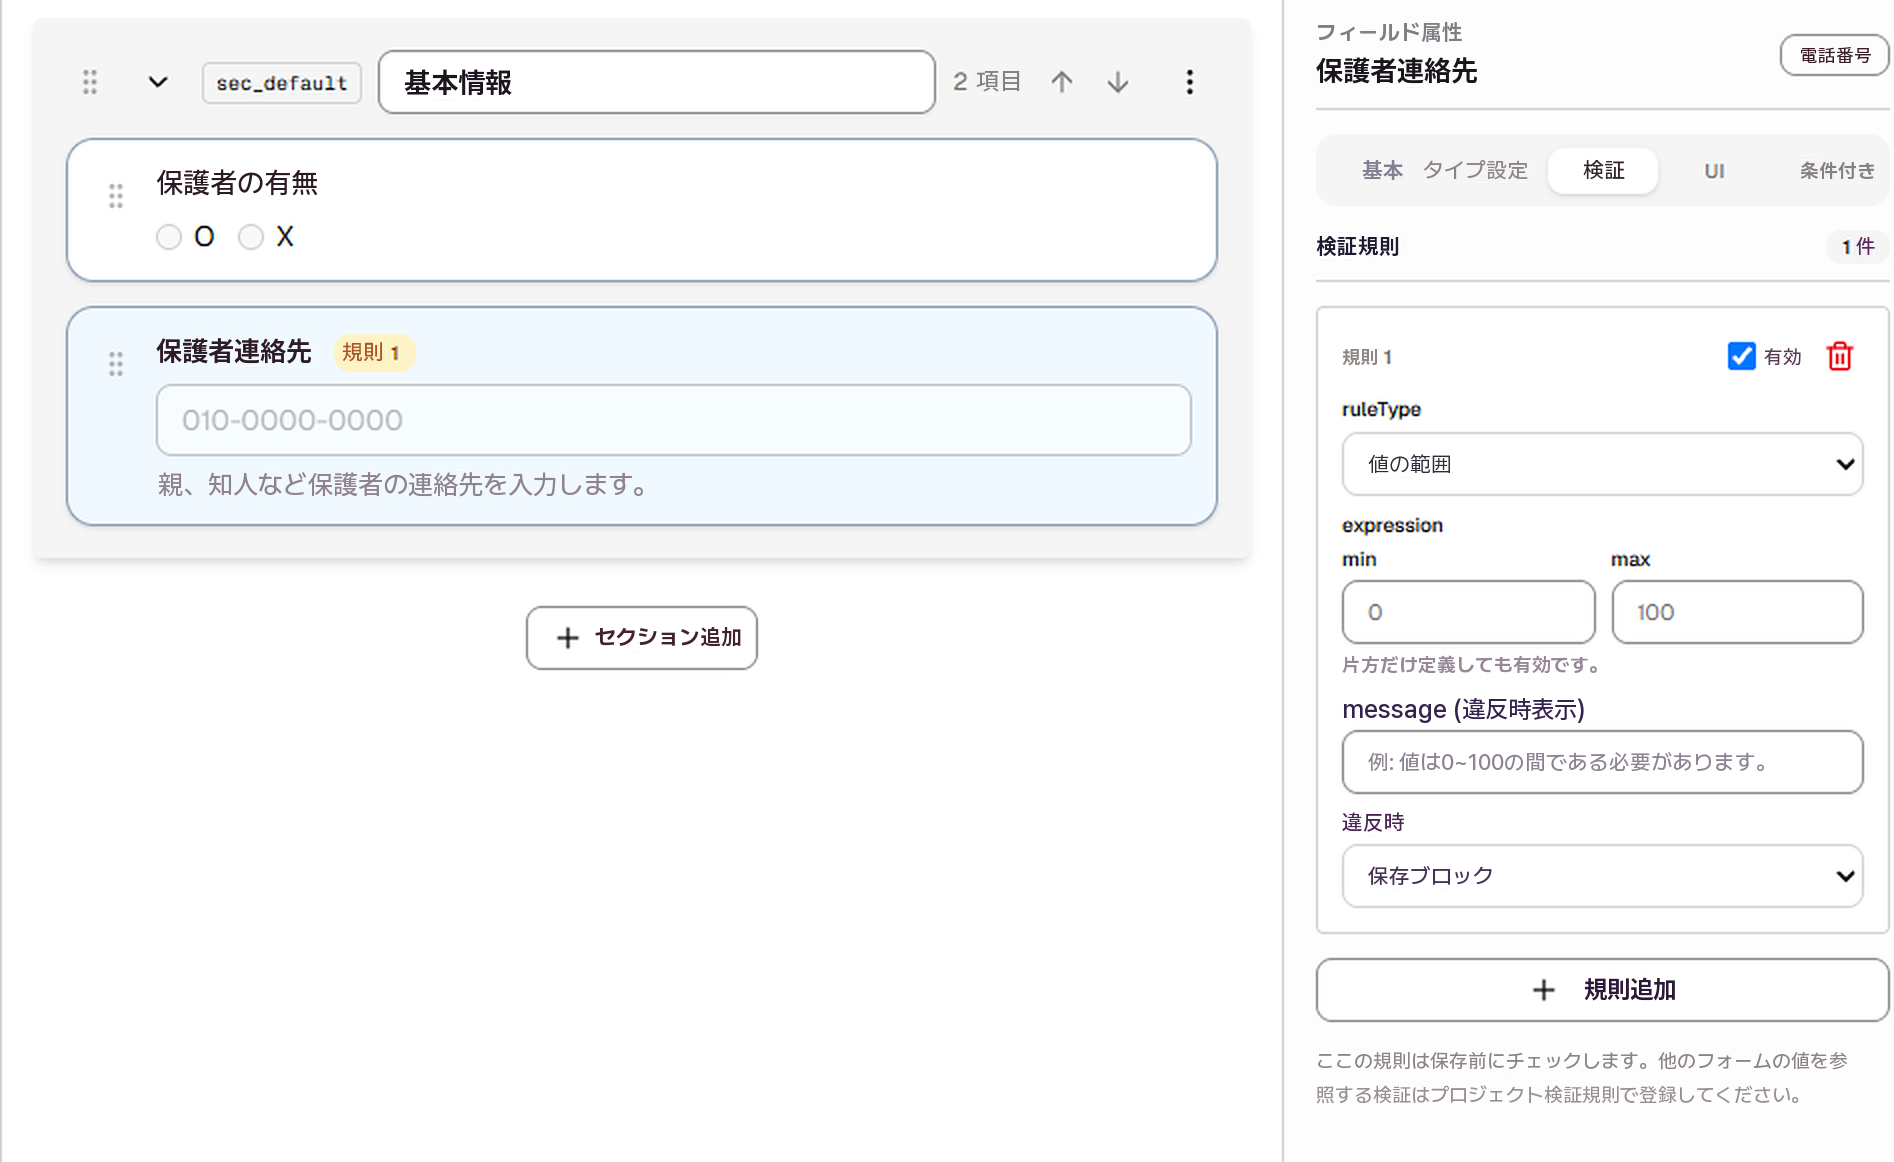 sec_default
基本情報
2 項目
保護者の有無
O X
保護者連絡先 規則 1
010-0000-0000
親、知人など保護者の連絡先を入力します。
+ セクション追加
フィールド属性
保護者連絡先
電話番号
基本 タイプ設定 検証 UI 条件付き
検証規則 1 件
規則 1 有効
ruleType
値の範囲
expression
min max
0 100
片方だけ定義しても有効です。
message (違反時表示)
例: 値は0~100の間である必要があります。
違反時
保存ブロック
+ 規則追加
ここの規則は保存前にチェックします。他のフォームの値を参
照する検証はプロジェクト検証規則で登録してください。